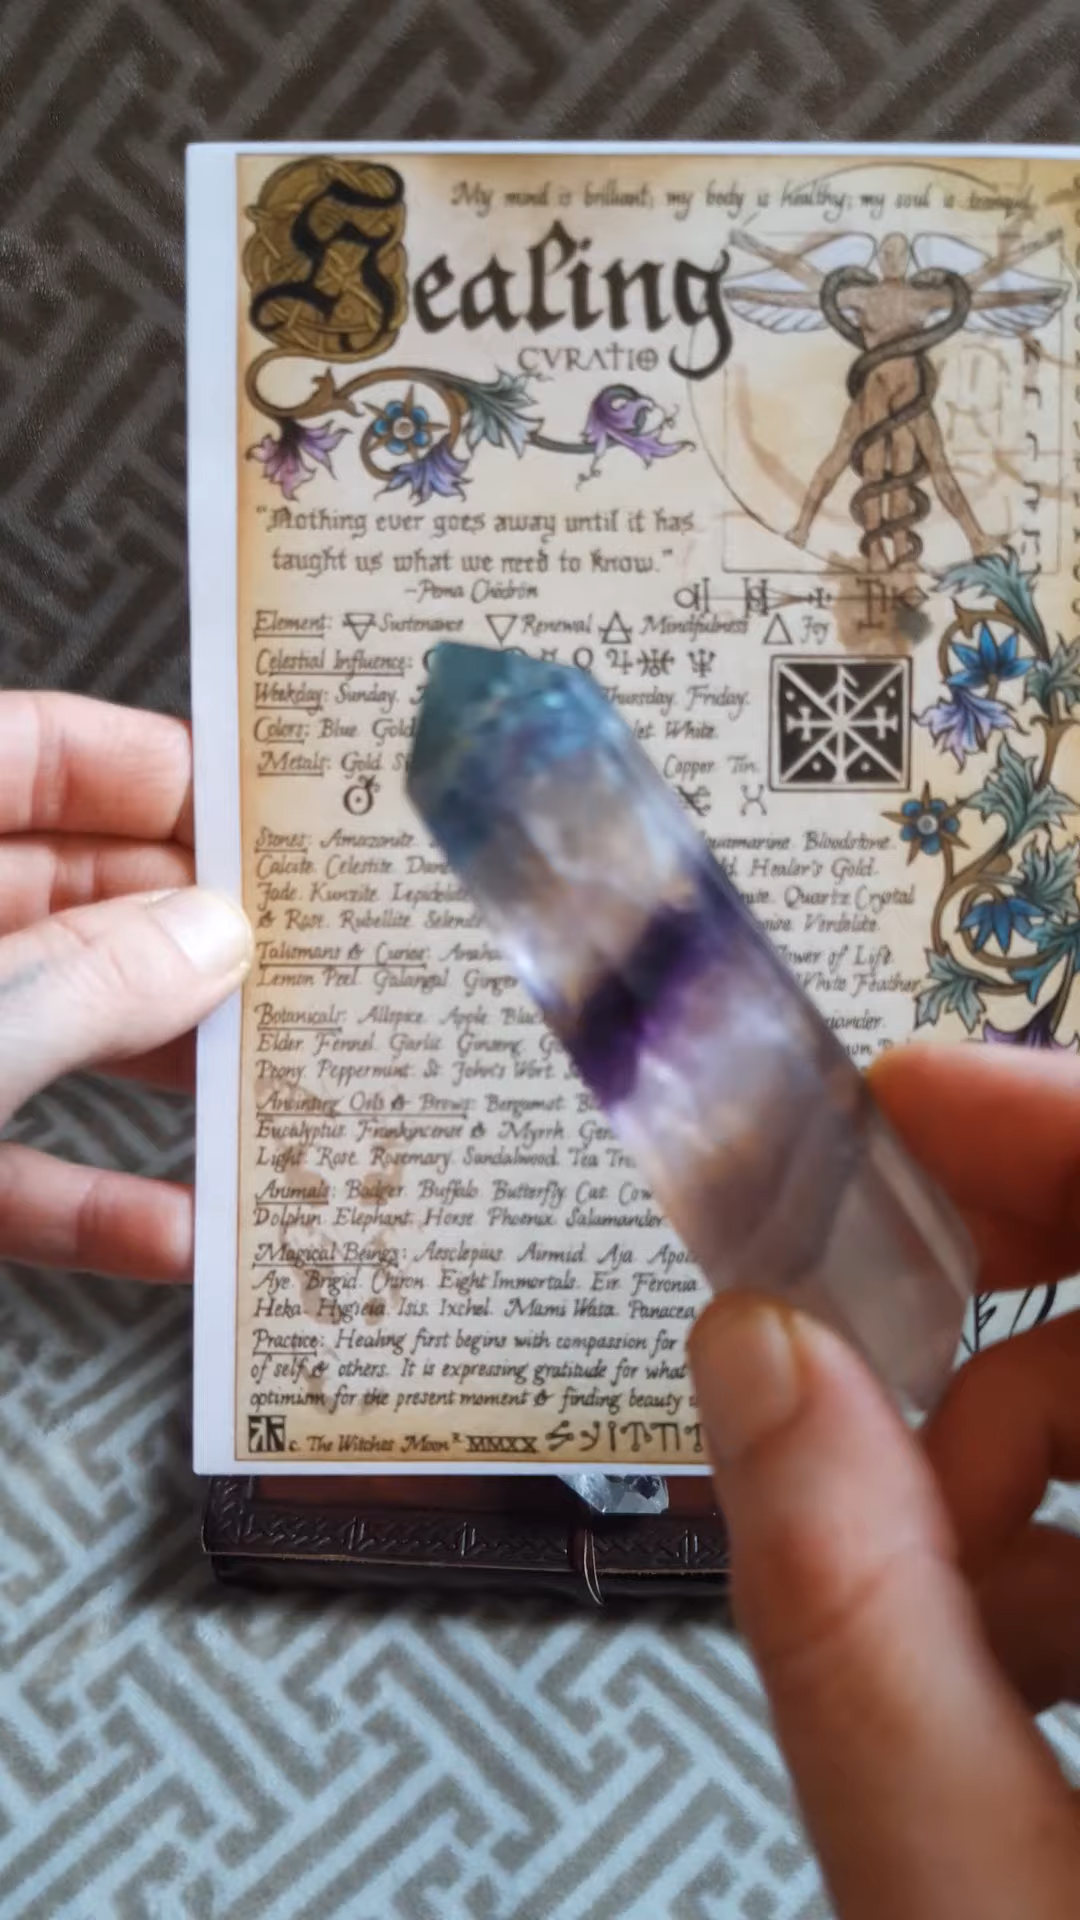 My mind is brilliant; my body is healthy; my soul is tranquil.
Healing
CVRATIO
"Nothing ever goes away until it has
taught us what we need to know."
-Pema Chödrön
Element: Sustenance Renewal Mindfulness Joy
Celestial Influence:
Weekday: Sunday. Thursday. Friday.
Colors: Blue. Gold White.
Metals: Gold. Copper. Tin.
Stones: Amazonite. Bloodstone.
Calcite. Celestite. Healer's Gold.
Jade. Kunzite. Lepidolite Quartz Crystal
& Rose. Rubellite. Selenite Verdelite.
Talismans & Curios: Flower of Life.
Lemon Peel. Galangal. Ginger White Feather.
Botanicals: Allspice. Apple. Coriander.
Elder. Fennel. Garlic. Ginseng.
Peony. Peppermint. St. John's Wort.
Anointing Oils & Brews: Bergamot.
Eucalyptus. Frankincense & Myrrh.
Light. Rose. Rosemary. Sandalwood. Tea
Animals: Badger. Buffalo. Butterfly. Cat. Cow
Dolphin. Elephant. Horse. Phoenix. Salamander
Magical Beings: Aesclepius. Airmid. Aja.
Aye. Brigid. Chiron. Eight Immortals. Eir. Feronia
Heka. Hygieia. Isis. Ixchel. Mami Wata. Panacea
Practice: Healing first begins with compassion for
of self & others. It is expressing gratitude for what
optimism for the present moment & finding beauty
c. The Witches Moon® MMXX